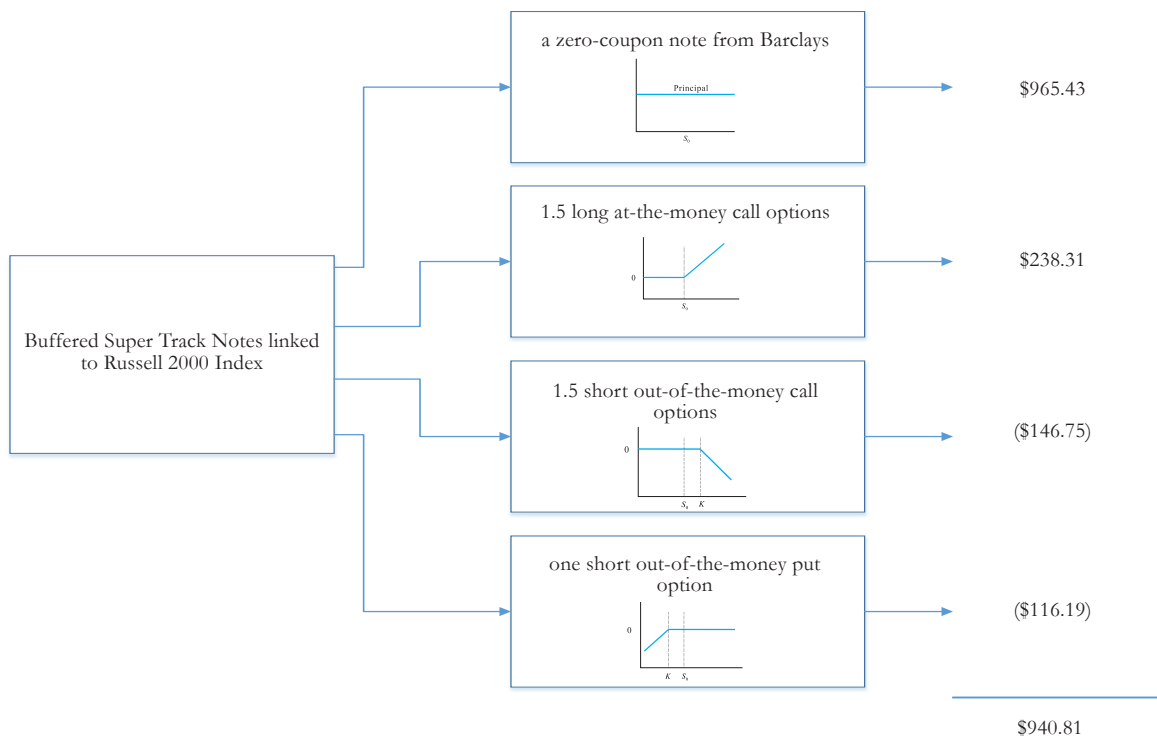 a zero-coupon note from Barclays
Principal
S₀
$965.43
1.5 long at-the-money call options
0
S₀
$238.31
Buffered Super Track Notes linked
to Russell 2000 Index
1.5 short out-of-the-money call
options
0
S₀ K
($146.75)
one short out-of-the-money put
option
0
K S₀
($116.19)
$940.81